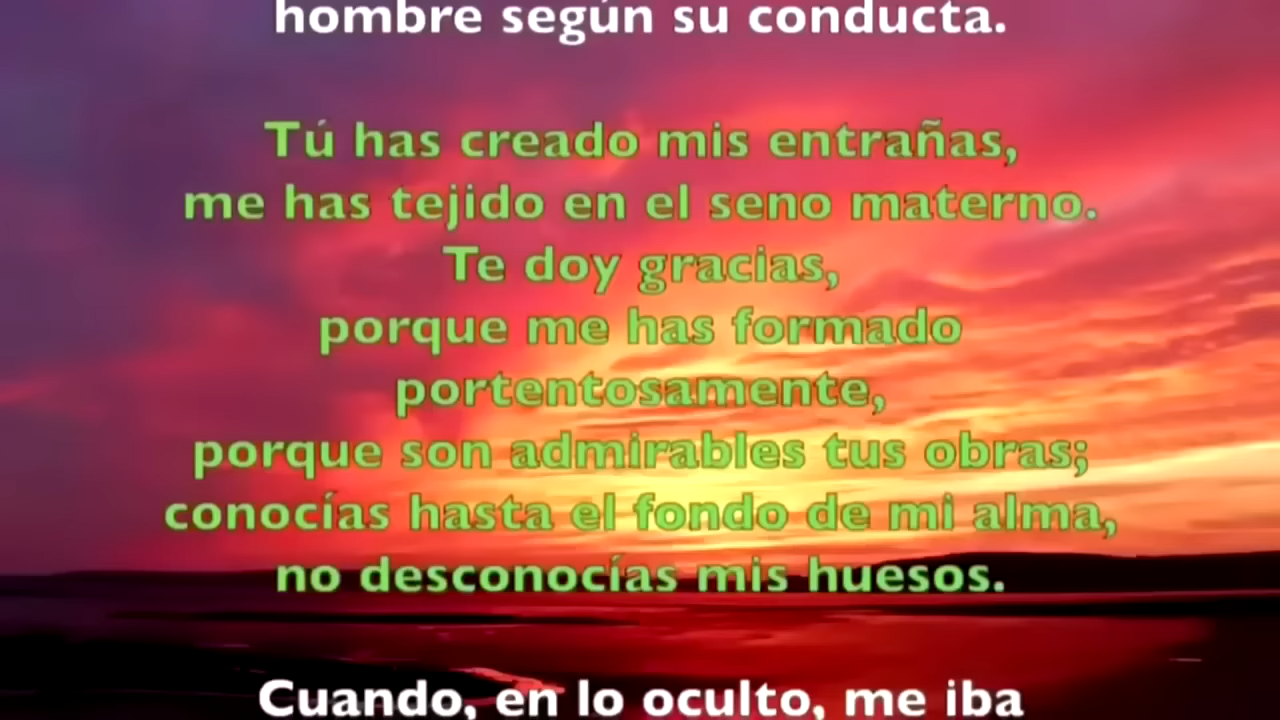 hombre según su conducta.
Tú has creado mis entrañas,
me has tejido en el seno materno.
Te doy gracias,
porque me has formado
portentosamente,
porque son admirables tus obras;
conocías hasta el fondo de mi alma,
no desconocías mis huesos.
Cuando, en lo oculto, me iba